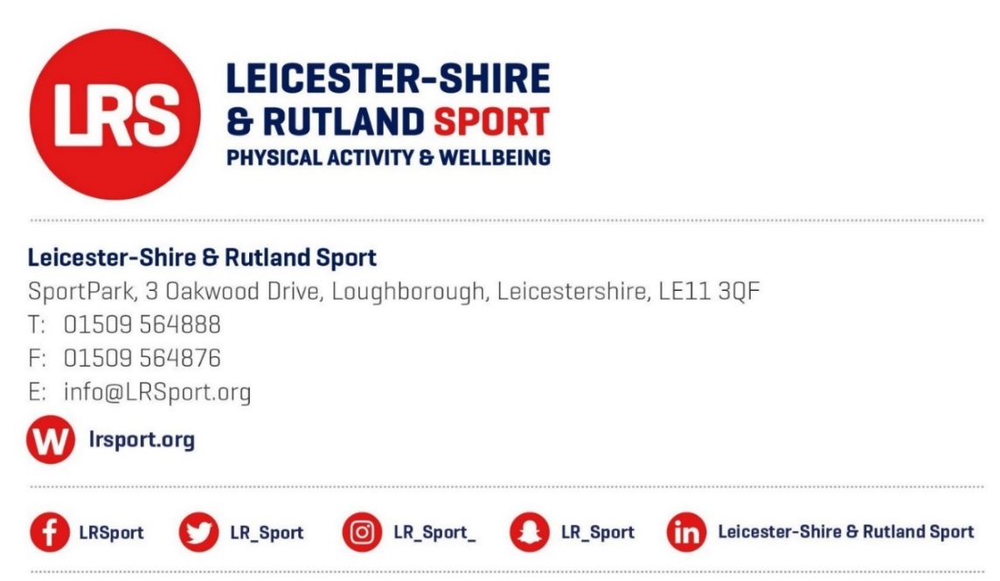 LRS
LEICESTER-SHIRE
& RUTLAND SPORT
PHYSICAL ACTIVITY & WELLBEING
Leicester-Shire & Rutland Sport
SportPark, 3 Oakwood Drive, Loughborough, Leicestershire, LE11 3QF
T: 01509 564888
F: 01509 564876
E: info@LRSport.org
W lrsport.org
f LRSport LR_Sport LR_Sport_ LR_Sport in Leicester-Shire & Rutland Sport